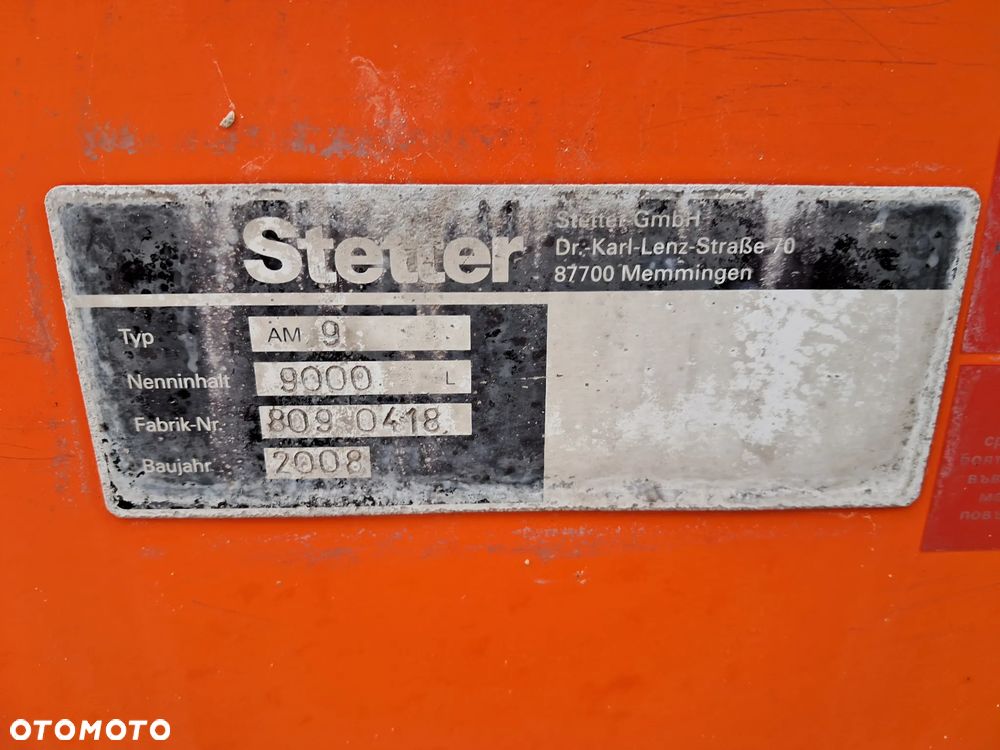 Stetter
Stetter GmbH
Dr.-Karl-Lenz-Straße 70
87700 Memmingen
Typ AM 9
Nenninhalt 9000 L
Fabrik-Nr. 809 0418
Baujahr 2008
OTOMOTO